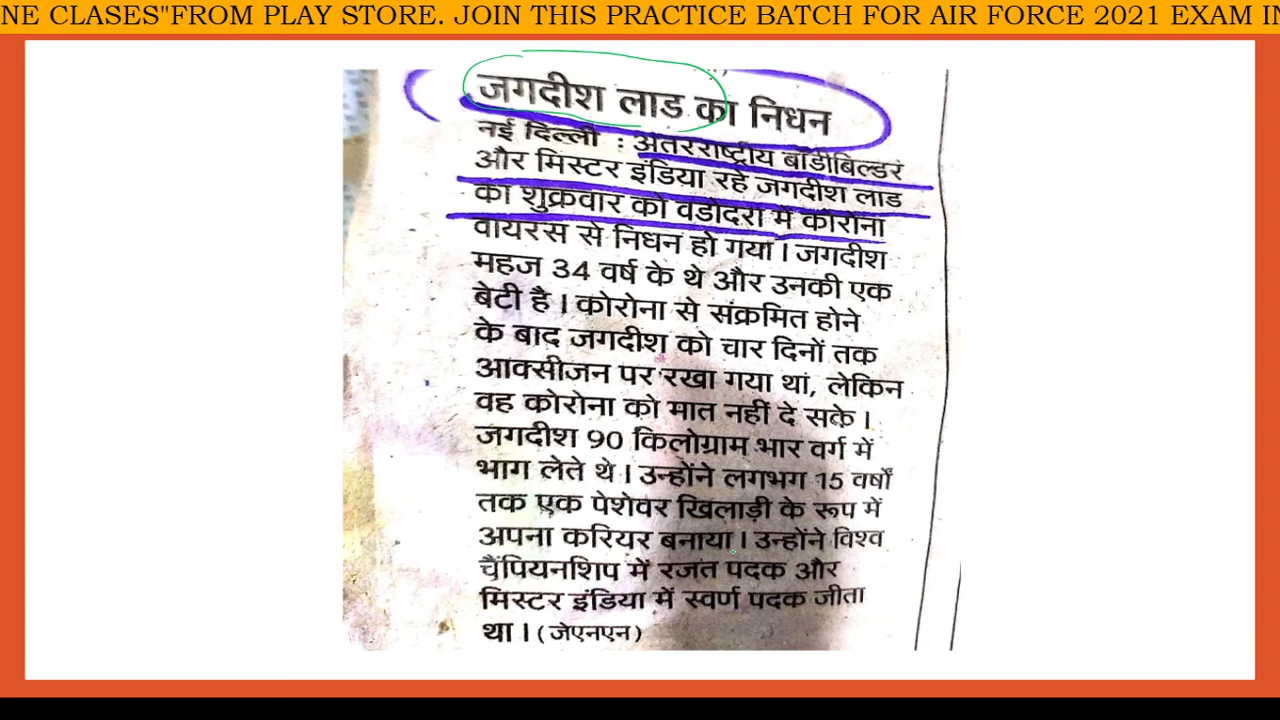 NE CLASES"FROM PLAY STORE. JOIN THIS PRACTICE BATCH FOR AIR FORCE 2021 EXAM IN
जगदीश लाड का निधन
नई दिल्ली : अंतरराष्ट्रीय बाडीबिल्डर
और मिस्टर इंडिया रहे जगदीश लाड
का शुक्रवार को वडोदरा में कोरोना
वायरस से निधन हो गया। जगदीश
महज 34 वर्ष के थे और उनकी एक
बेटी है। कोरोना से संक्रमित होने
के बाद जगदीश को चार दिनों तक
आक्सीजन पर रखा गया था, लेकिन
वह कोरोना को मात नहीं दे सके।
जगदीश 90 किलोग्राम भार वर्ग में
भाग लेते थे। उन्होंने लगभग 15 वर्षों
तक एक पेशेवर खिलाड़ी के रूप में
अपना करियर बनाया। उन्होंने विश्व
चैंपियनशिप में रजत पदक और
मिस्टर इंडिया में स्वर्ण पदक जीता
था। (जेएनएन)